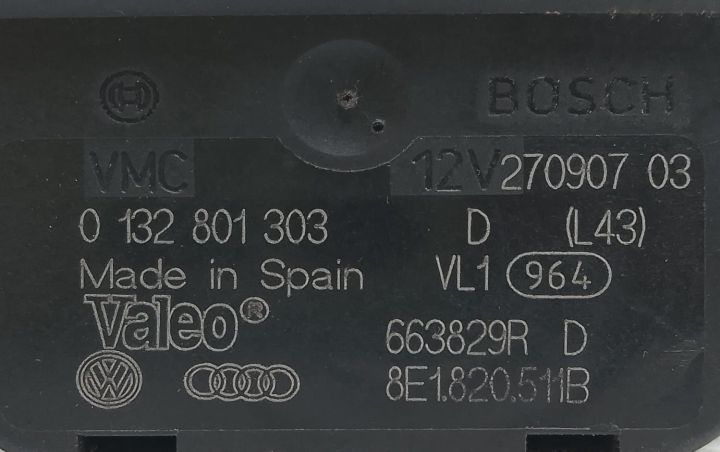 BOSCH
VMC 12V 270907 03
0 132 801 303 D (L43)
Made in Spain VL1 964
Valeo®
663829R D
8E1.820.511B